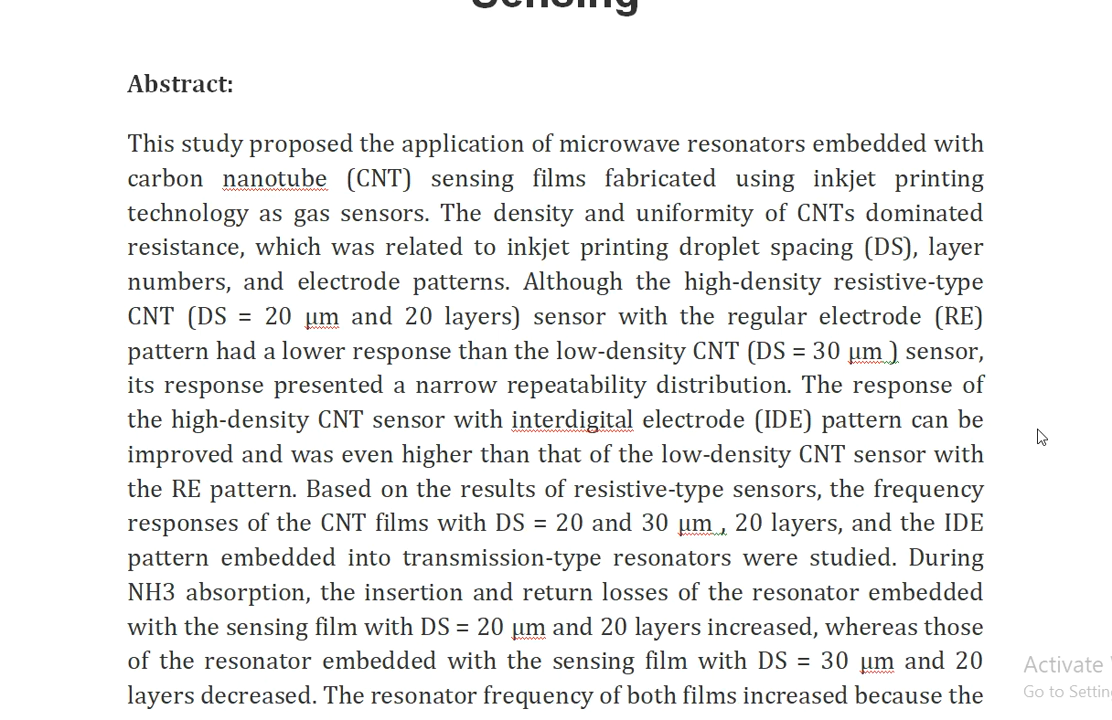 Sensing
Abstract:
This study proposed the application of microwave resonators embedded with
carbon nanotube (CNT) sensing films fabricated using inkjet printing
technology as gas sensors. The density and uniformity of CNTs dominated
resistance, which was related to inkjet printing droplet spacing (DS), layer
numbers, and electrode patterns. Although the high-density resistive-type
CNT (DS = 20 μm and 20 layers) sensor with the regular electrode (RE)
pattern had a lower response than the low-density CNT (DS = 30 μm ) sensor,
its response presented a narrow repeatability distribution. The response of
the high-density CNT sensor with interdigital electrode (IDE) pattern can be
improved and was even higher than that of the low-density CNT sensor with
the RE pattern. Based on the results of resistive-type sensors, the frequency
responses of the CNT films with DS = 20 and 30 μm , 20 layers, and the IDE
pattern embedded into transmission-type resonators were studied. During
NH3 absorption, the insertion and return losses of the resonator embedded
with the sensing film with DS = 20 μm and 20 layers increased, whereas those
of the resonator embedded with the sensing film with DS = 30 μm and 20
layers decreased. The resonator frequency of both films increased because the
Activate
Go to Settin